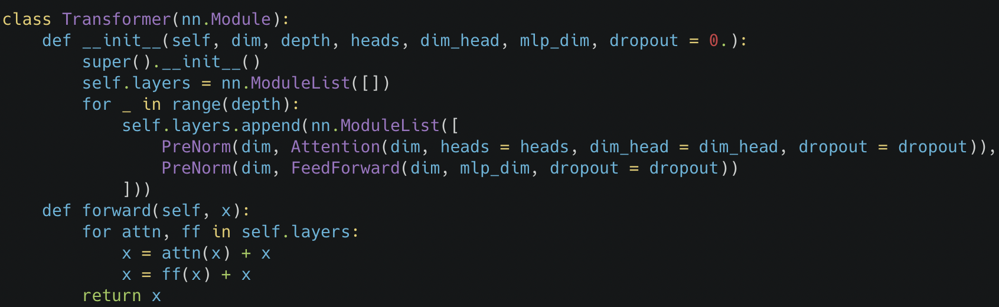 class Transformer(nn.Module):
    def __init__(self, dim, depth, heads, dim_head, mlp_dim, dropout = 0.):
        super().__init__()
        self.layers = nn.ModuleList([])
        for _ in range(depth):
            self.layers.append(nn.ModuleList([
                PreNorm(dim, Attention(dim, heads = heads, dim_head = dim_head, dropout = dropout)),
                PreNorm(dim, FeedForward(dim, mlp_dim, dropout = dropout))
            ]))
    def forward(self, x):
        for attn, ff in self.layers:
            x = attn(x) + x
            x = ff(x) + x
        return x